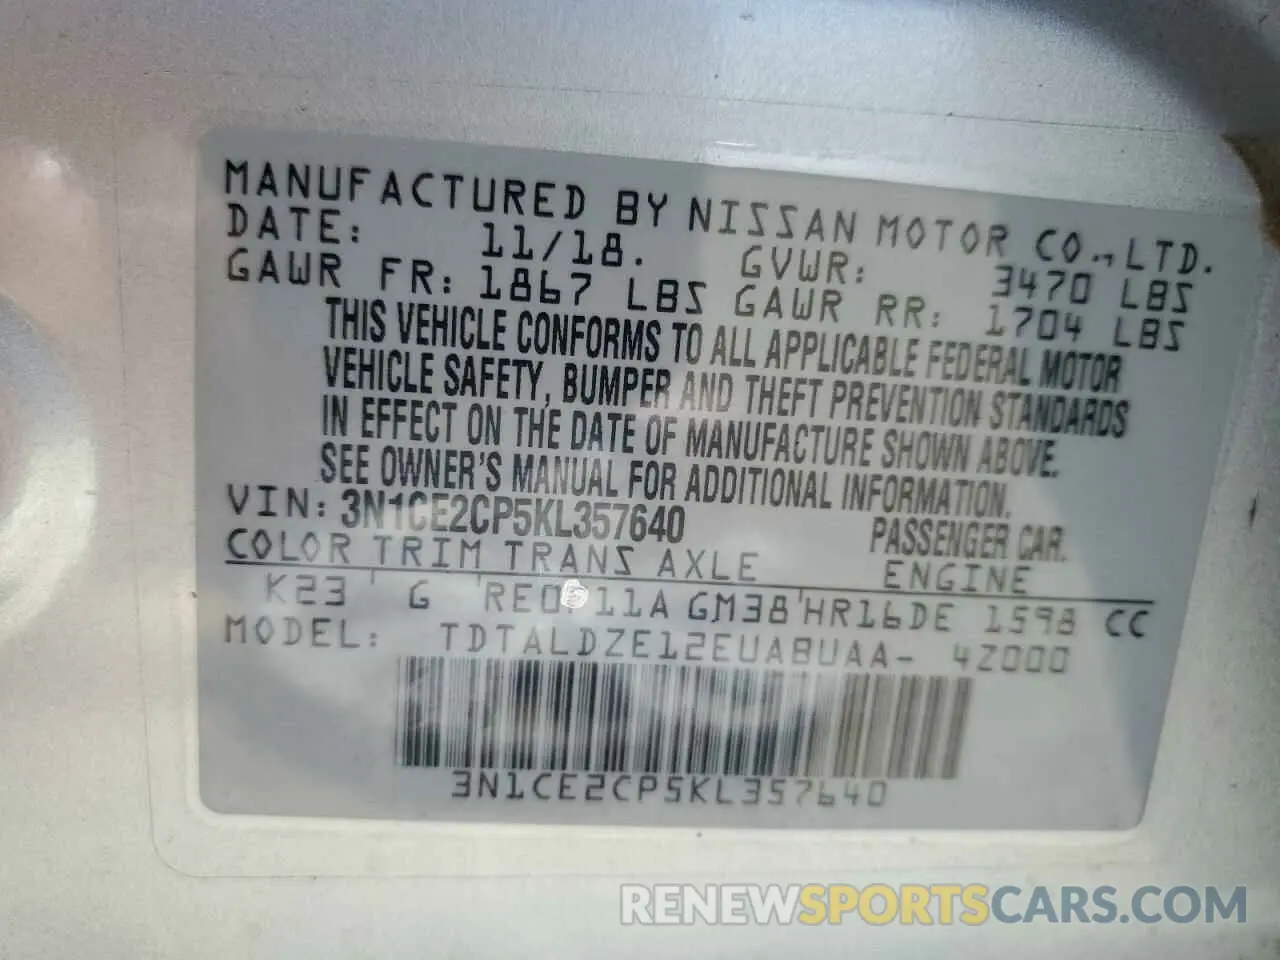 MANUFACTURED BY NISSAN MOTOR CO., LTD.
DATE: 11/18. GVWR: 3470 LBS
GAWR FR: 1867 LBS GAWR RR: 1704 LBS
THIS VEHICLE CONFORMS TO ALL APPLICABLE FEDERAL MOTOR
VEHICLE SAFETY, BUMPER AND THEFT PREVENTION STANDARDS
IN EFFECT ON THE DATE OF MANUFACTURE SHOWN ABOVE.
SEE OWNER'S MANUAL FOR ADDITIONAL INFORMATION.
VIN: 3N1CE2CP5KL357640 PASSENGER CAR.
COLOR TRIM TRANS AXLE ENGINE
K23 G GM38 HR16DE 1598 CC
MODEL: TDTALDZE12EUABUAA- 4Z000
3N1CE2CP5KL357640
RENEWSPORTSCARS.COM